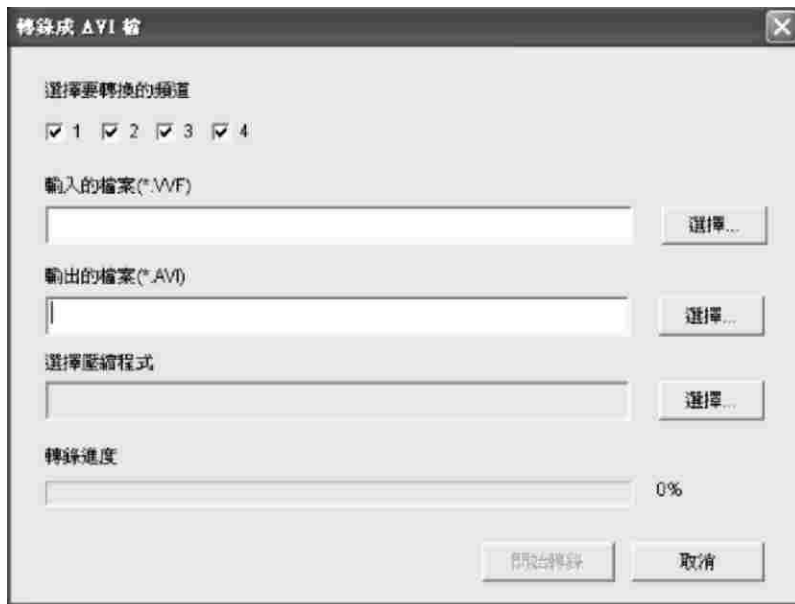 轉錄成 AVI 檔
選擇要轉換的頻道
1 2 3 4
輸入的檔案(*.VVF)
選擇...
輸出的檔案(*.AVI)
選擇...
選擇壓縮程式
選擇...
轉錄進度
0%
開始轉錄 取消